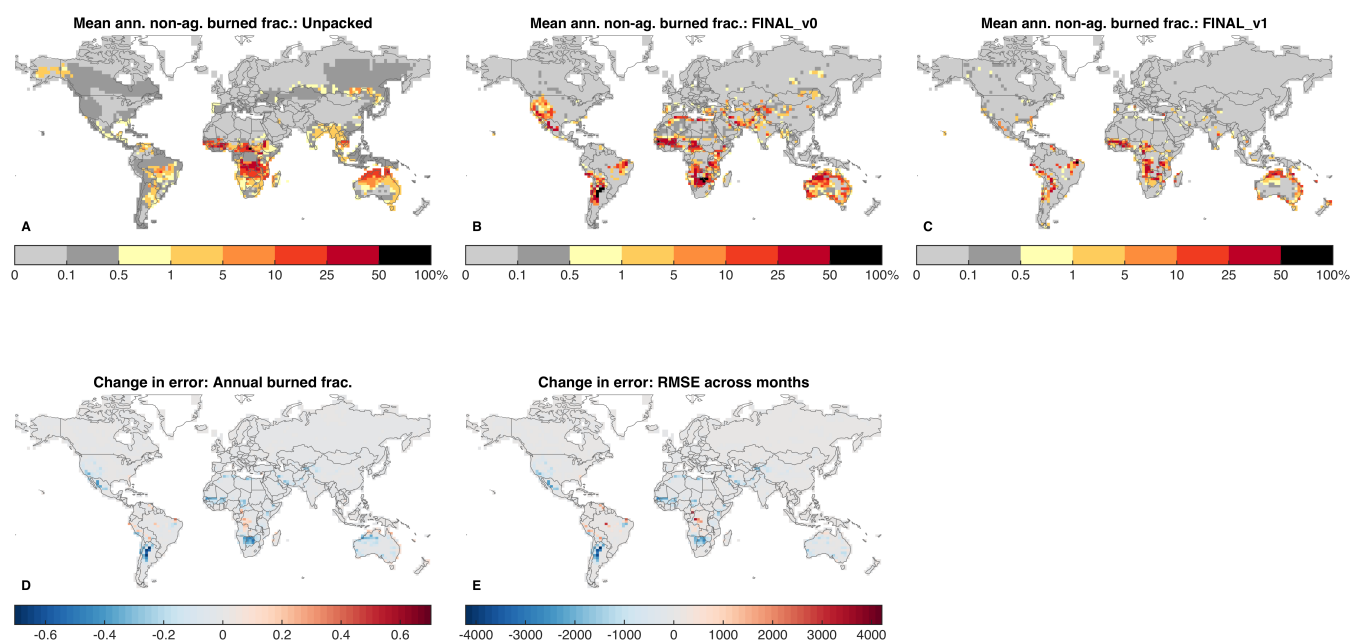 Mean ann. non-ag. burned frac.: Unpacked
Mean ann. non-ag. burned frac.: FINAL_v0
Mean ann. non-ag. burned frac.: FINAL_v1
A
B
C
0 0.1 0.5 1 5 10 25 50 100%
0 0.1 0.5 1 5 10 25 50 100%
0 0.1 0.5 1 5 10 25 50 100%
Change in error: Annual burned frac.
Change in error: RMSE across months
D
E
-0.6 -0.4 -0.2 0 0.2 0.4 0.6
-4000 -3000 -2000 -1000 0 1000 2000 3000 4000